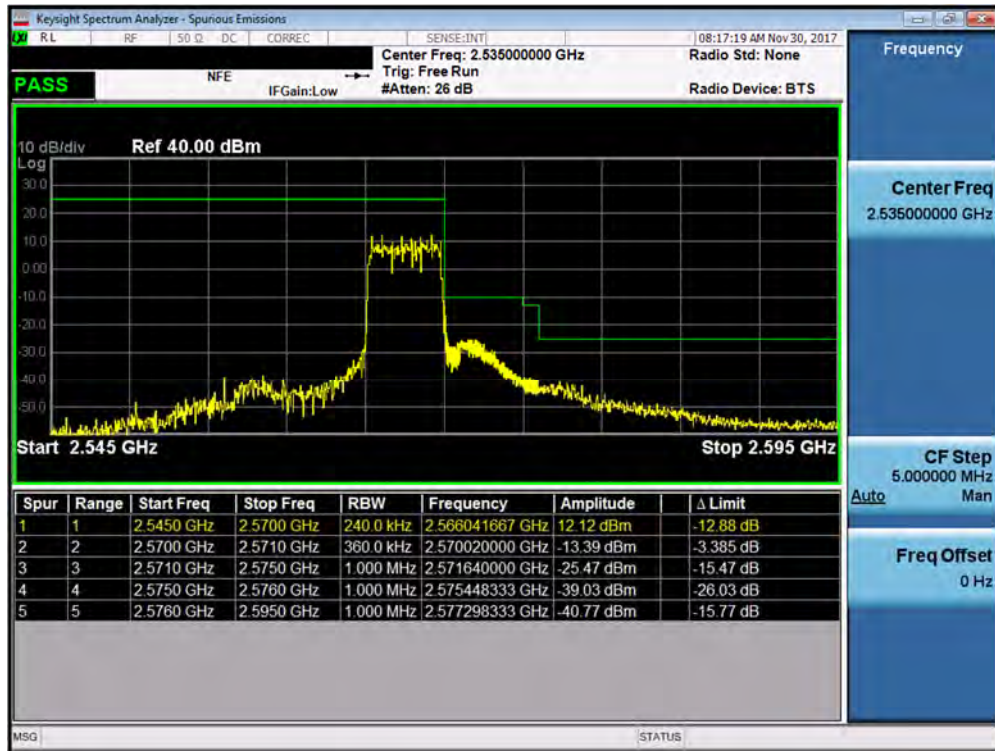 Keysight Spectrum Analyzer - Spurious Emissions
RL RF 50 Ω DC CORREC SENSE:INT 08:17:19 AM Nov 30, 2017
Center Freq: 2.535000000 GHz Radio Std: None
PASS NFE Trig: Free Run
IFGain:Low #Atten: 26 dB Radio Device: BTS
10 dB/div Ref 40.00 dBm
Log
30.0
20.0
10.0
0.00
-10.0
-20.0
-30.0
-40.0
-50.0
Start 2.545 GHz Stop 2.595 GHz
Spur Range Start Freq Stop Freq RBW Frequency Amplitude Δ Limit
1 1 2.5450 GHz 2.5700 GHz 240.0 kHz 2.566041667 GHz 12.12 dBm -12.88 dB
2 2 2.5700 GHz 2.5710 GHz 360.0 kHz 2.570020000 GHz -13.39 dBm -3.385 dB
3 3 2.5710 GHz 2.5750 GHz 1.000 MHz 2.571640000 GHz -25.47 dBm -15.47 dB
4 4 2.5750 GHz 2.5760 GHz 1.000 MHz 2.575448333 GHz -39.03 dBm -26.03 dB
5 5 2.5760 GHz 2.5950 GHz 1.000 MHz 2.577298333 GHz -40.77 dBm -15.77 dB
MSG STATUS
Frequency
Center Freq
2.535000000 GHz
CF Step
5.000000 MHz
Auto Man
Freq Offset
0 Hz